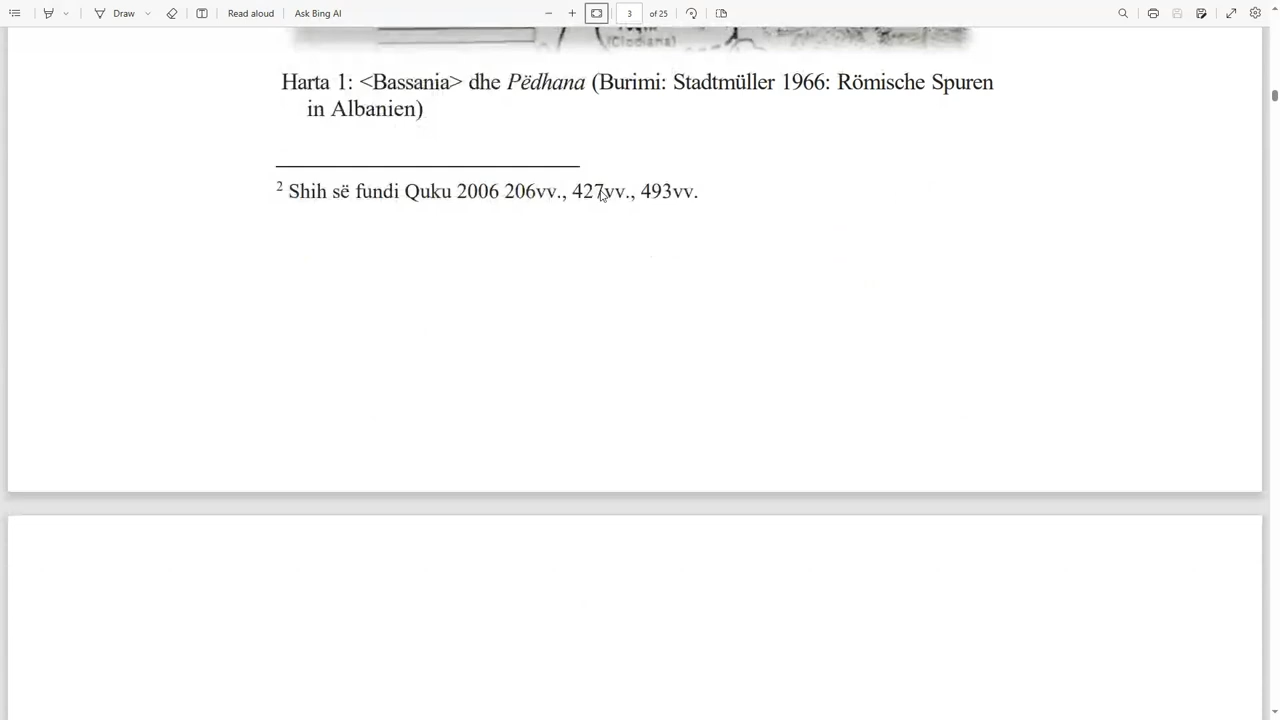 Read aloud
Ask Bing AI
Draw
3 of 25
(Clodiana)
Harta 1: <Bassania> dhe Pëdhana (Burimi: Stadtmüller 1966: Römische Spuren
in Albanien)
2 Shih së fundi Quku 2006 206vv., 427vv., 493vv.